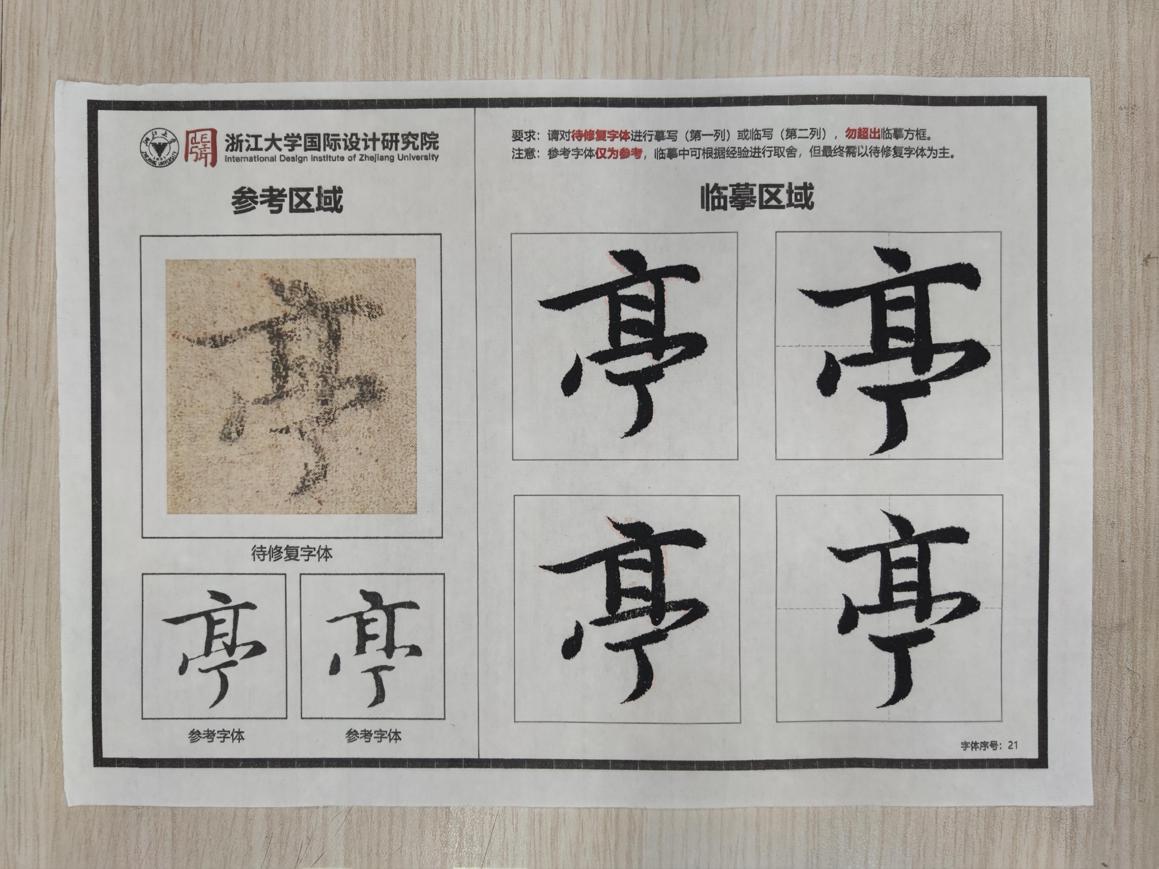 浙江大学国际设计研究院
International Design Institute of Zhejiang University
要求：请对待修复字体进行摹写（第一列）或临写（第二列），勿超出临摹方框。
注意：参考字体仅为参考，临摹中可根据经验进行取舍，但最终需以待修复字体为主。
参考区域
临摹区域
亭
待修复字体
亭 亭
参考字体 参考字体
亭 亭
亭 亭
字体序号：21